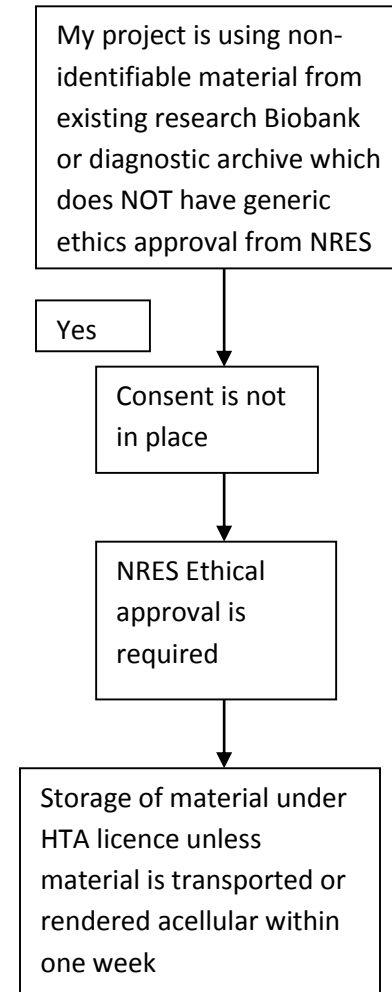 My project is using non-
identifiable material from
existing research Biobank
or diagnostic archive which
does NOT have generic
ethics approval from NRES
Yes
Consent is not
in place
NRES Ethical
approval is
required
Storage of material under
HTA licence unless
material is transported or
rendered acellular within
one week